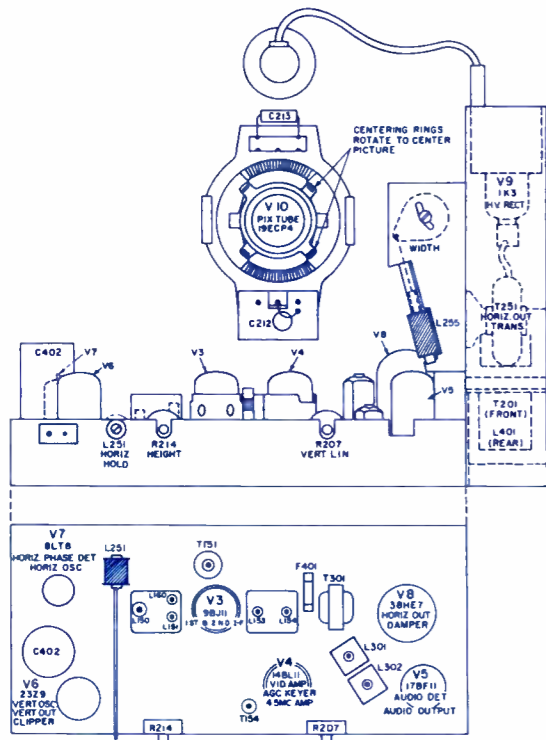 C213
CENTERING RINGS
ROTATE TO CENTER
PICTURE
V10
PIX TUBE
19ECP4
C212
WIDTH
V9
1K3
H.V. RECT
T251
HORIZ. OUT
TRANS
L255
C402
V7
V6
V3
V4
V8
V5
T201
(FRONT)
L401
(REAR)
L251
HORIZ
HOLD
R214
HEIGHT
R207
VERT LIN
V7
8LT8
HORIZ PHASE DET
HORIZ OSC
L251
T151
F401
T301
L150
L160
L151
V3
9BJ11
1ST & 2ND I-F
L153
L154
V8
38HE7
HORIZ OUT
DAMPER
C402
V6
23Z9
VERT OSC
VERT OUT
CLIPPER
V4
14BL11
VID AMP
AGC KEYER
4.5MC AMP
T154
L301
L302
V5
17BF11
AUDIO DET
AUDIO OUTPUT
R214
R207